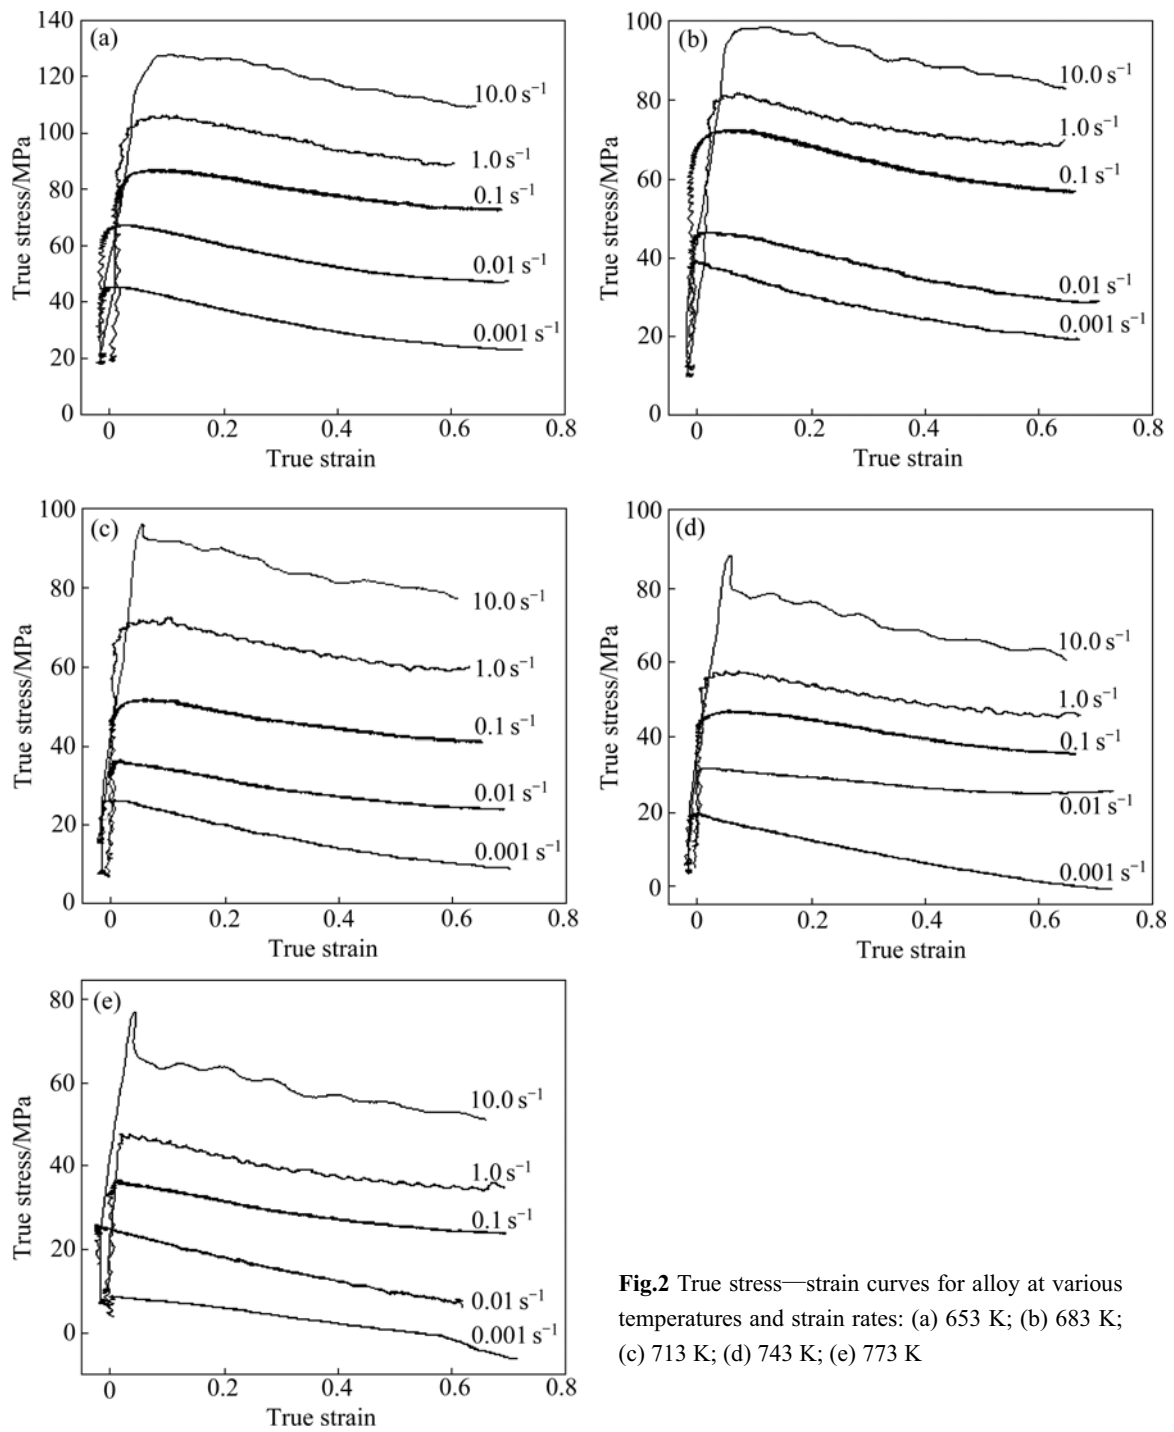 (a)
140
120
100
80
60
40
20
0
True stress/MPa
10.0 s⁻¹
1.0 s⁻¹
0.1 s⁻¹
0.01 s⁻¹
0.001 s⁻¹
0 0.2 0.4 0.6 0.8
True strain
(b)
100
80
60
40
20
0
True stress/MPa
10.0 s⁻¹
1.0 s⁻¹
0.1 s⁻¹
0.01 s⁻¹
0.001 s⁻¹
0 0.2 0.4 0.6 0.8
True strain
(c)
100
80
60
40
20
0
True stress/MPa
10.0 s⁻¹
1.0 s⁻¹
0.1 s⁻¹
0.01 s⁻¹
0.001 s⁻¹
0 0.2 0.4 0.6 0.8
True strain
(d)
100
80
60
40
20
0
True stress/MPa
10.0 s⁻¹
1.0 s⁻¹
0.1 s⁻¹
0.01 s⁻¹
0.001 s⁻¹
0 0.2 0.4 0.6 0.8
True strain
(e)
80
60
40
20
0
True stress/MPa
10.0 s⁻¹
1.0 s⁻¹
0.1 s⁻¹
0.01 s⁻¹
0.001 s⁻¹
0 0.2 0.4 0.6 0.8
True strain
Fig.2 True stress—strain curves for alloy at various
temperatures and strain rates: (a) 653 K; (b) 683 K;
(c) 713 K; (d) 743 K; (e) 773 K